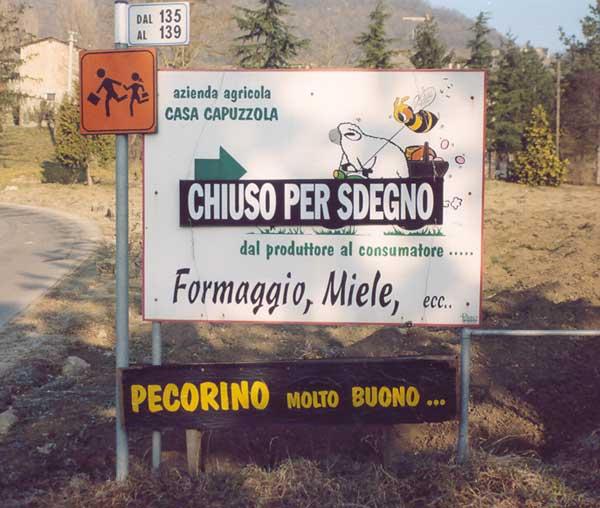 DAL 135
AL 139
azienda agricola
CASA CAPUZZOLA
CHIUSO PER SDEGNO
dal produttore al consumatore .....
Formaggio, Miele, ecc..
PECORINO MOLTO BUONO ...